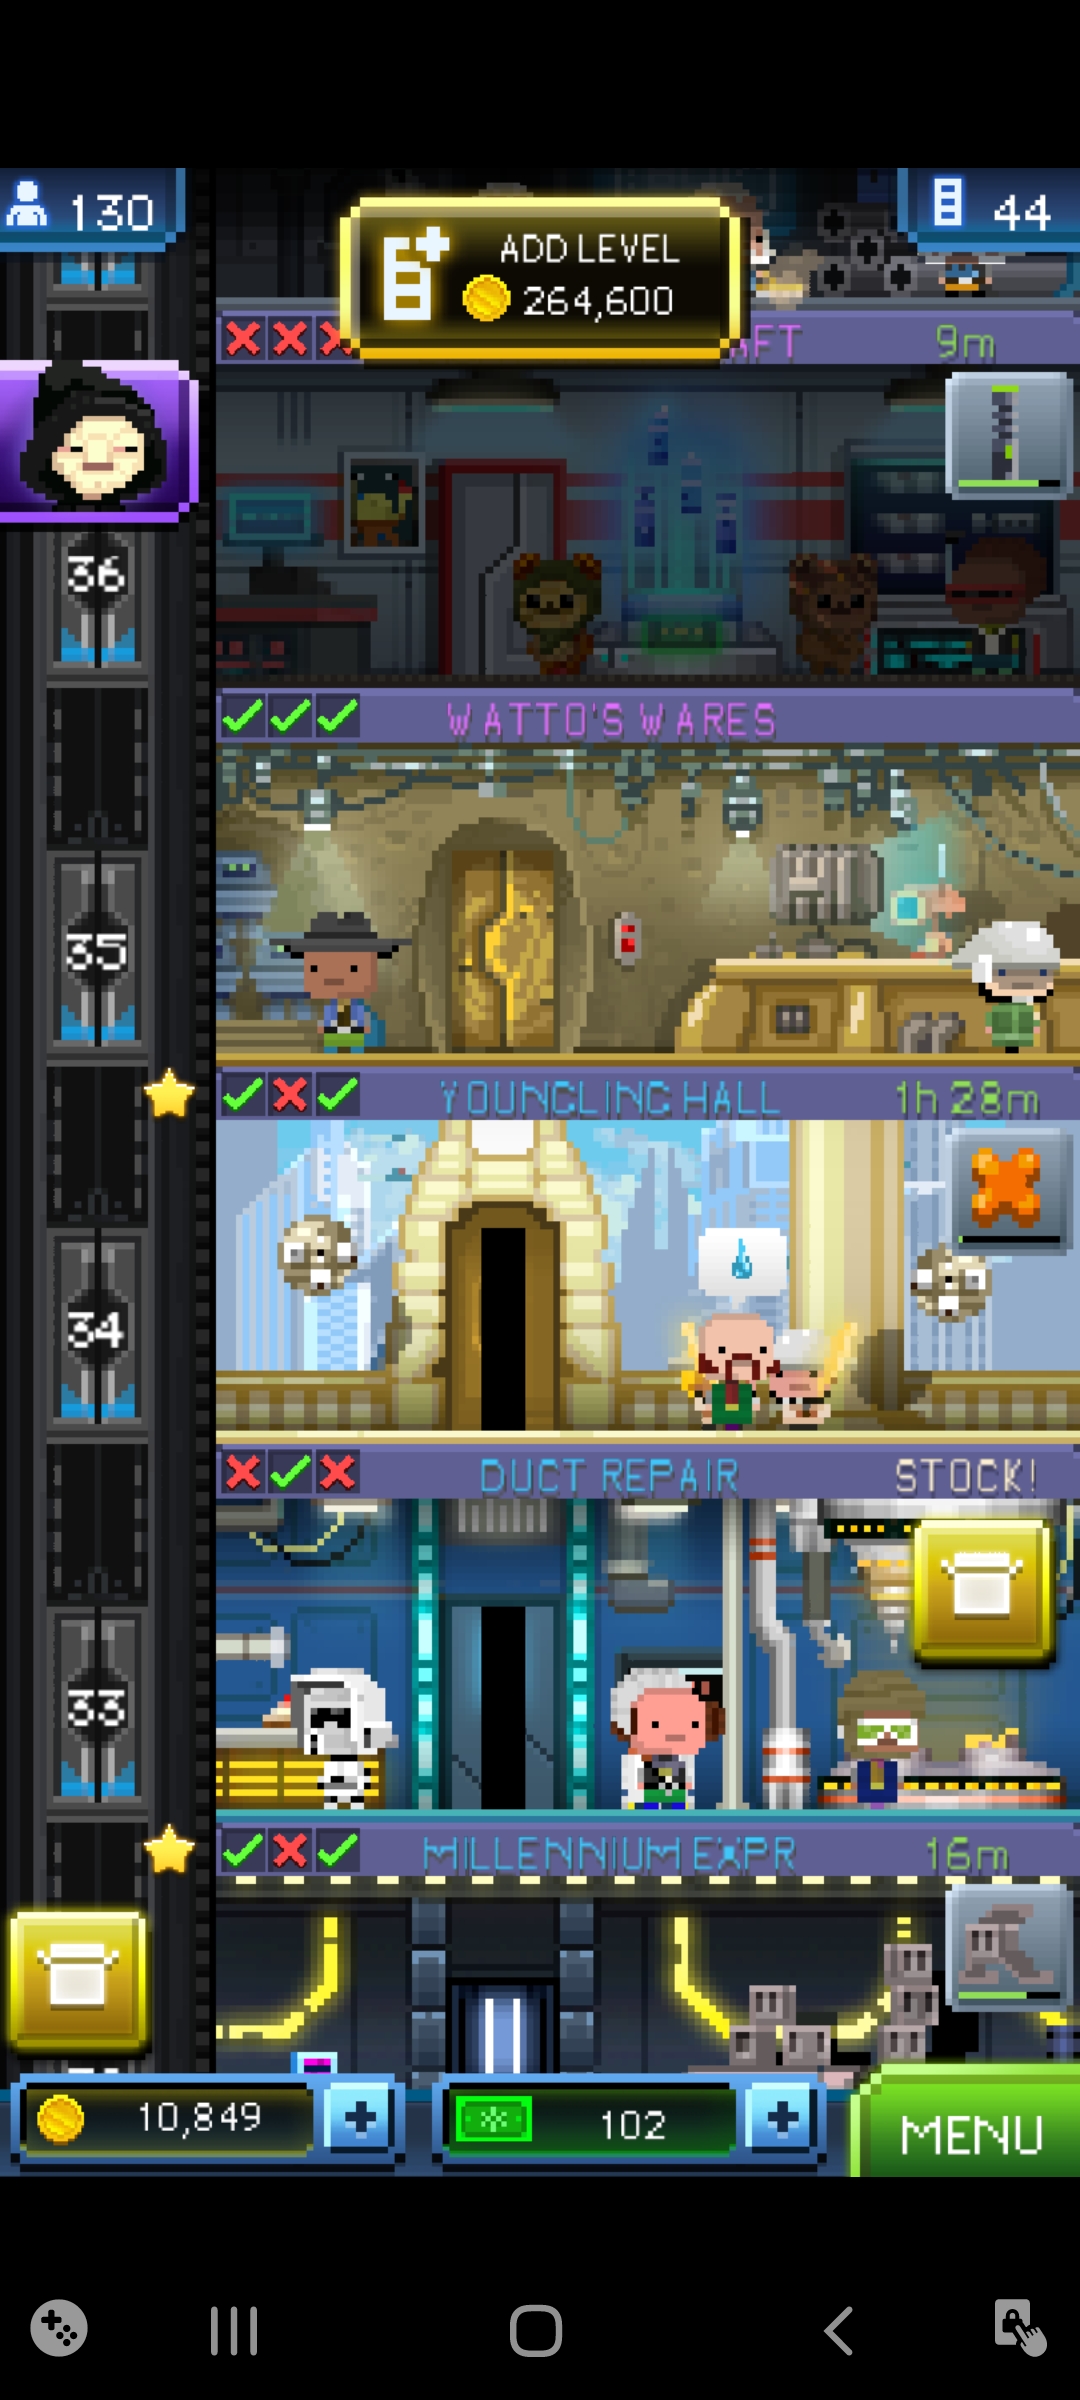 130
ADD LEVEL
264,600
44
9m
36
WATTO'S WARES
35
YOUNGLING HALL 1h 28m
34
DUCT REPAIR STOCK!
33
MILLENNIUM EXPR 16m
10,849
102
MENU